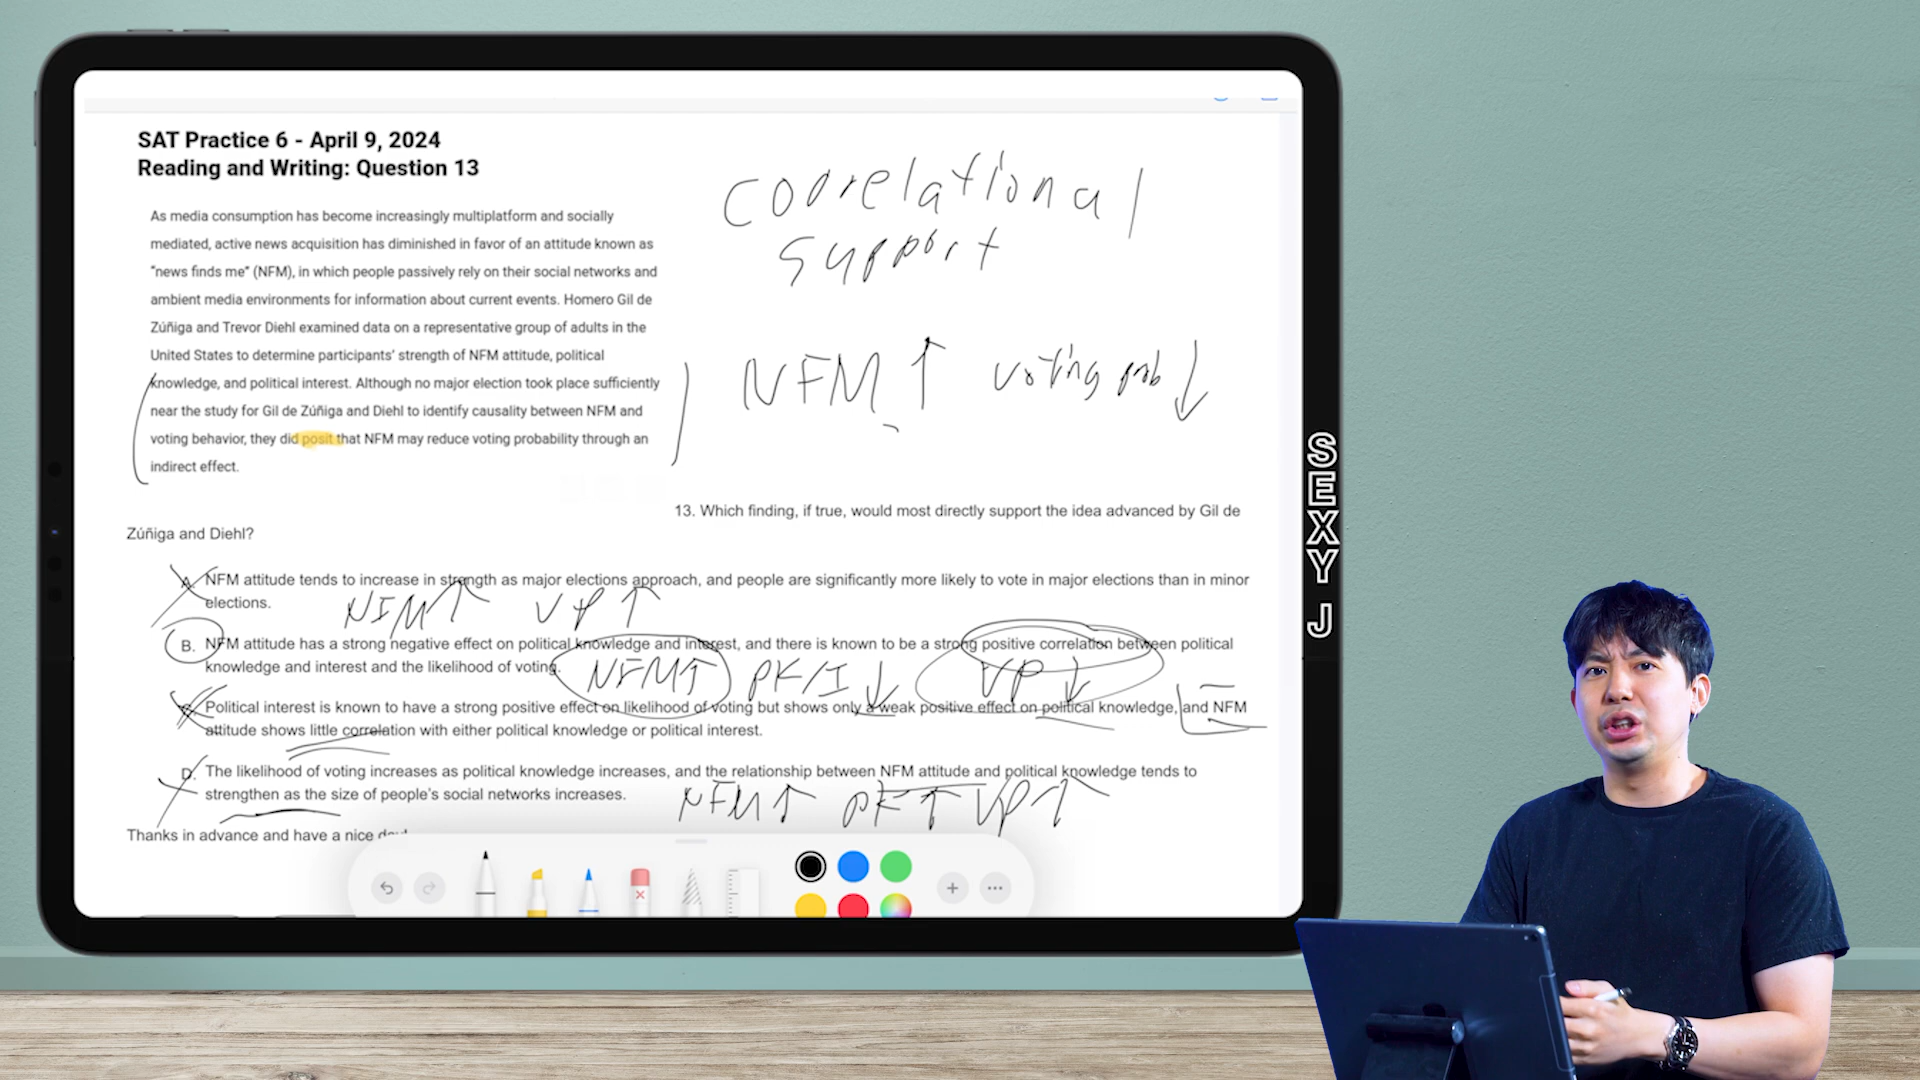 SAT Practice 6 - April 9, 2024
Reading and Writing: Question 13
As media consumption has become increasingly multiplatform and socially
mediated, active news acquisition has diminished in favor of an attitude known as
"news finds me" (NFM), in which people passively rely on their social networks and
ambient media environments for information about current events. Homero Gil de
Zúñiga and Trevor Diehl examined data on a representative group of adults in the
United States to determine participants' strength of NFM attitude, political
knowledge, and political interest. Although no major election took place sufficiently
near the study for Gil de Zúñiga and Diehl to identify causality between NFM and
voting behavior, they did posit that NFM may reduce voting probability through an
indirect effect.
correlational
support
NFM ↑ voting prob ↓
13. Which finding, if true, would most directly support the idea advanced by Gil de
Zúñiga and Diehl?
A. NFM attitude tends to increase in strength as major elections approach, and people are significantly more likely to vote in major elections than in minor
elections.
NFM ↑ VP ↑
B. NFM attitude has a strong negative effect on political knowledge and interest, and there is known to be a strong positive correlation between political
knowledge and interest and the likelihood of voting.
NFM ↑ PK/I ↓ VP ↓
C. Political interest is known to have a strong positive effect on likelihood of voting but shows only a weak positive effect on political knowledge, and NFM
attitude shows little correlation with either political knowledge or political interest.
D. The likelihood of voting increases as political knowledge increases, and the relationship between NFM attitude and political knowledge tends to
strengthen as the size of people's social networks increases.
NFM ↑ PK ↑ VP ↑
Thanks in advance and have a nice day!
SEXY J